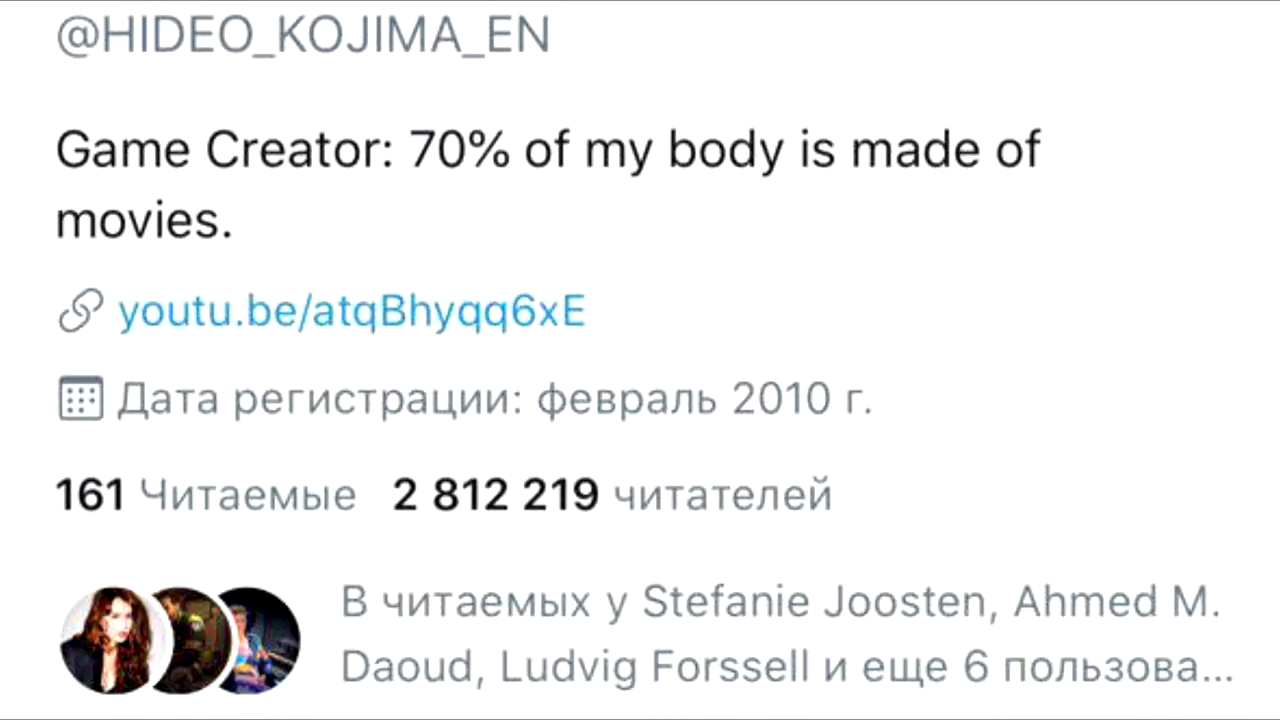 @HIDEO_KOJIMA_EN
Game Creator: 70% of my body is made of
movies.
youtu.be/atqBhyqq6xE
Дата регистрации: февраль 2010 г.
161 Читаемые 2 812 219 читателей
В читаемых у Stefanie Joosten, Ahmed M.
Daoud, Ludvig Forssell и еще 6 пользова...